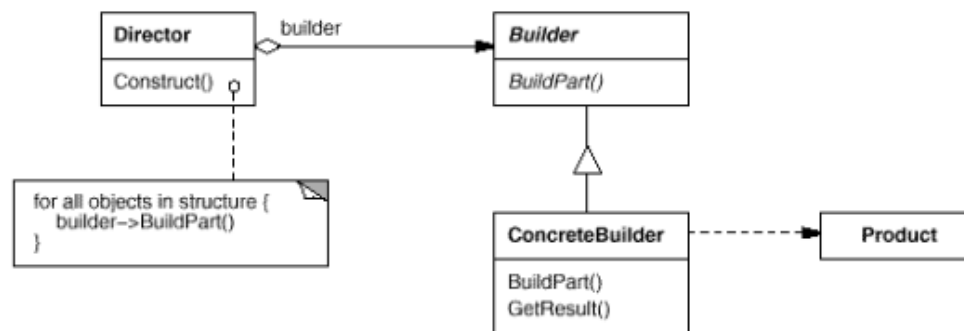 Director
builder
Builder
Construct()
BuildPart()
for all objects in structure {
builder–>BuildPart()
}
ConcreteBuilder
Product
BuildPart()
GetResult()